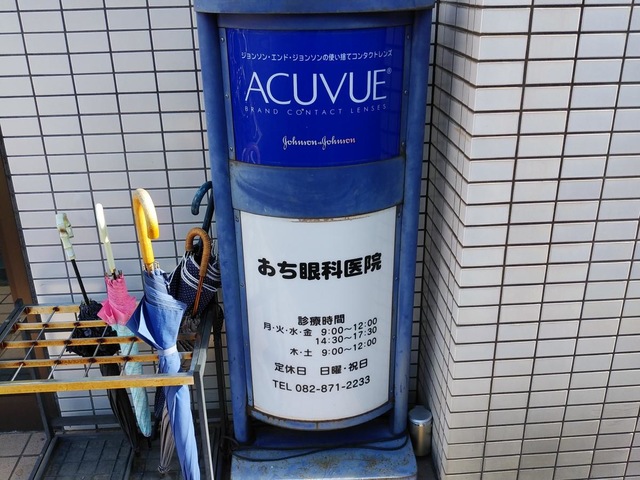 ジョンソン・エンド・ジョンソンの使い捨てコンタクトレンズ
ACUVUE®
BRAND CONTACT LENSES
Johnson & Johnson
おち眼科医院
診療時間
月・火・水・金 9:00〜12:00
14:30〜17:30
木・土 9:00〜12:00
定休日 日曜・祝日
TEL 082-871-2233